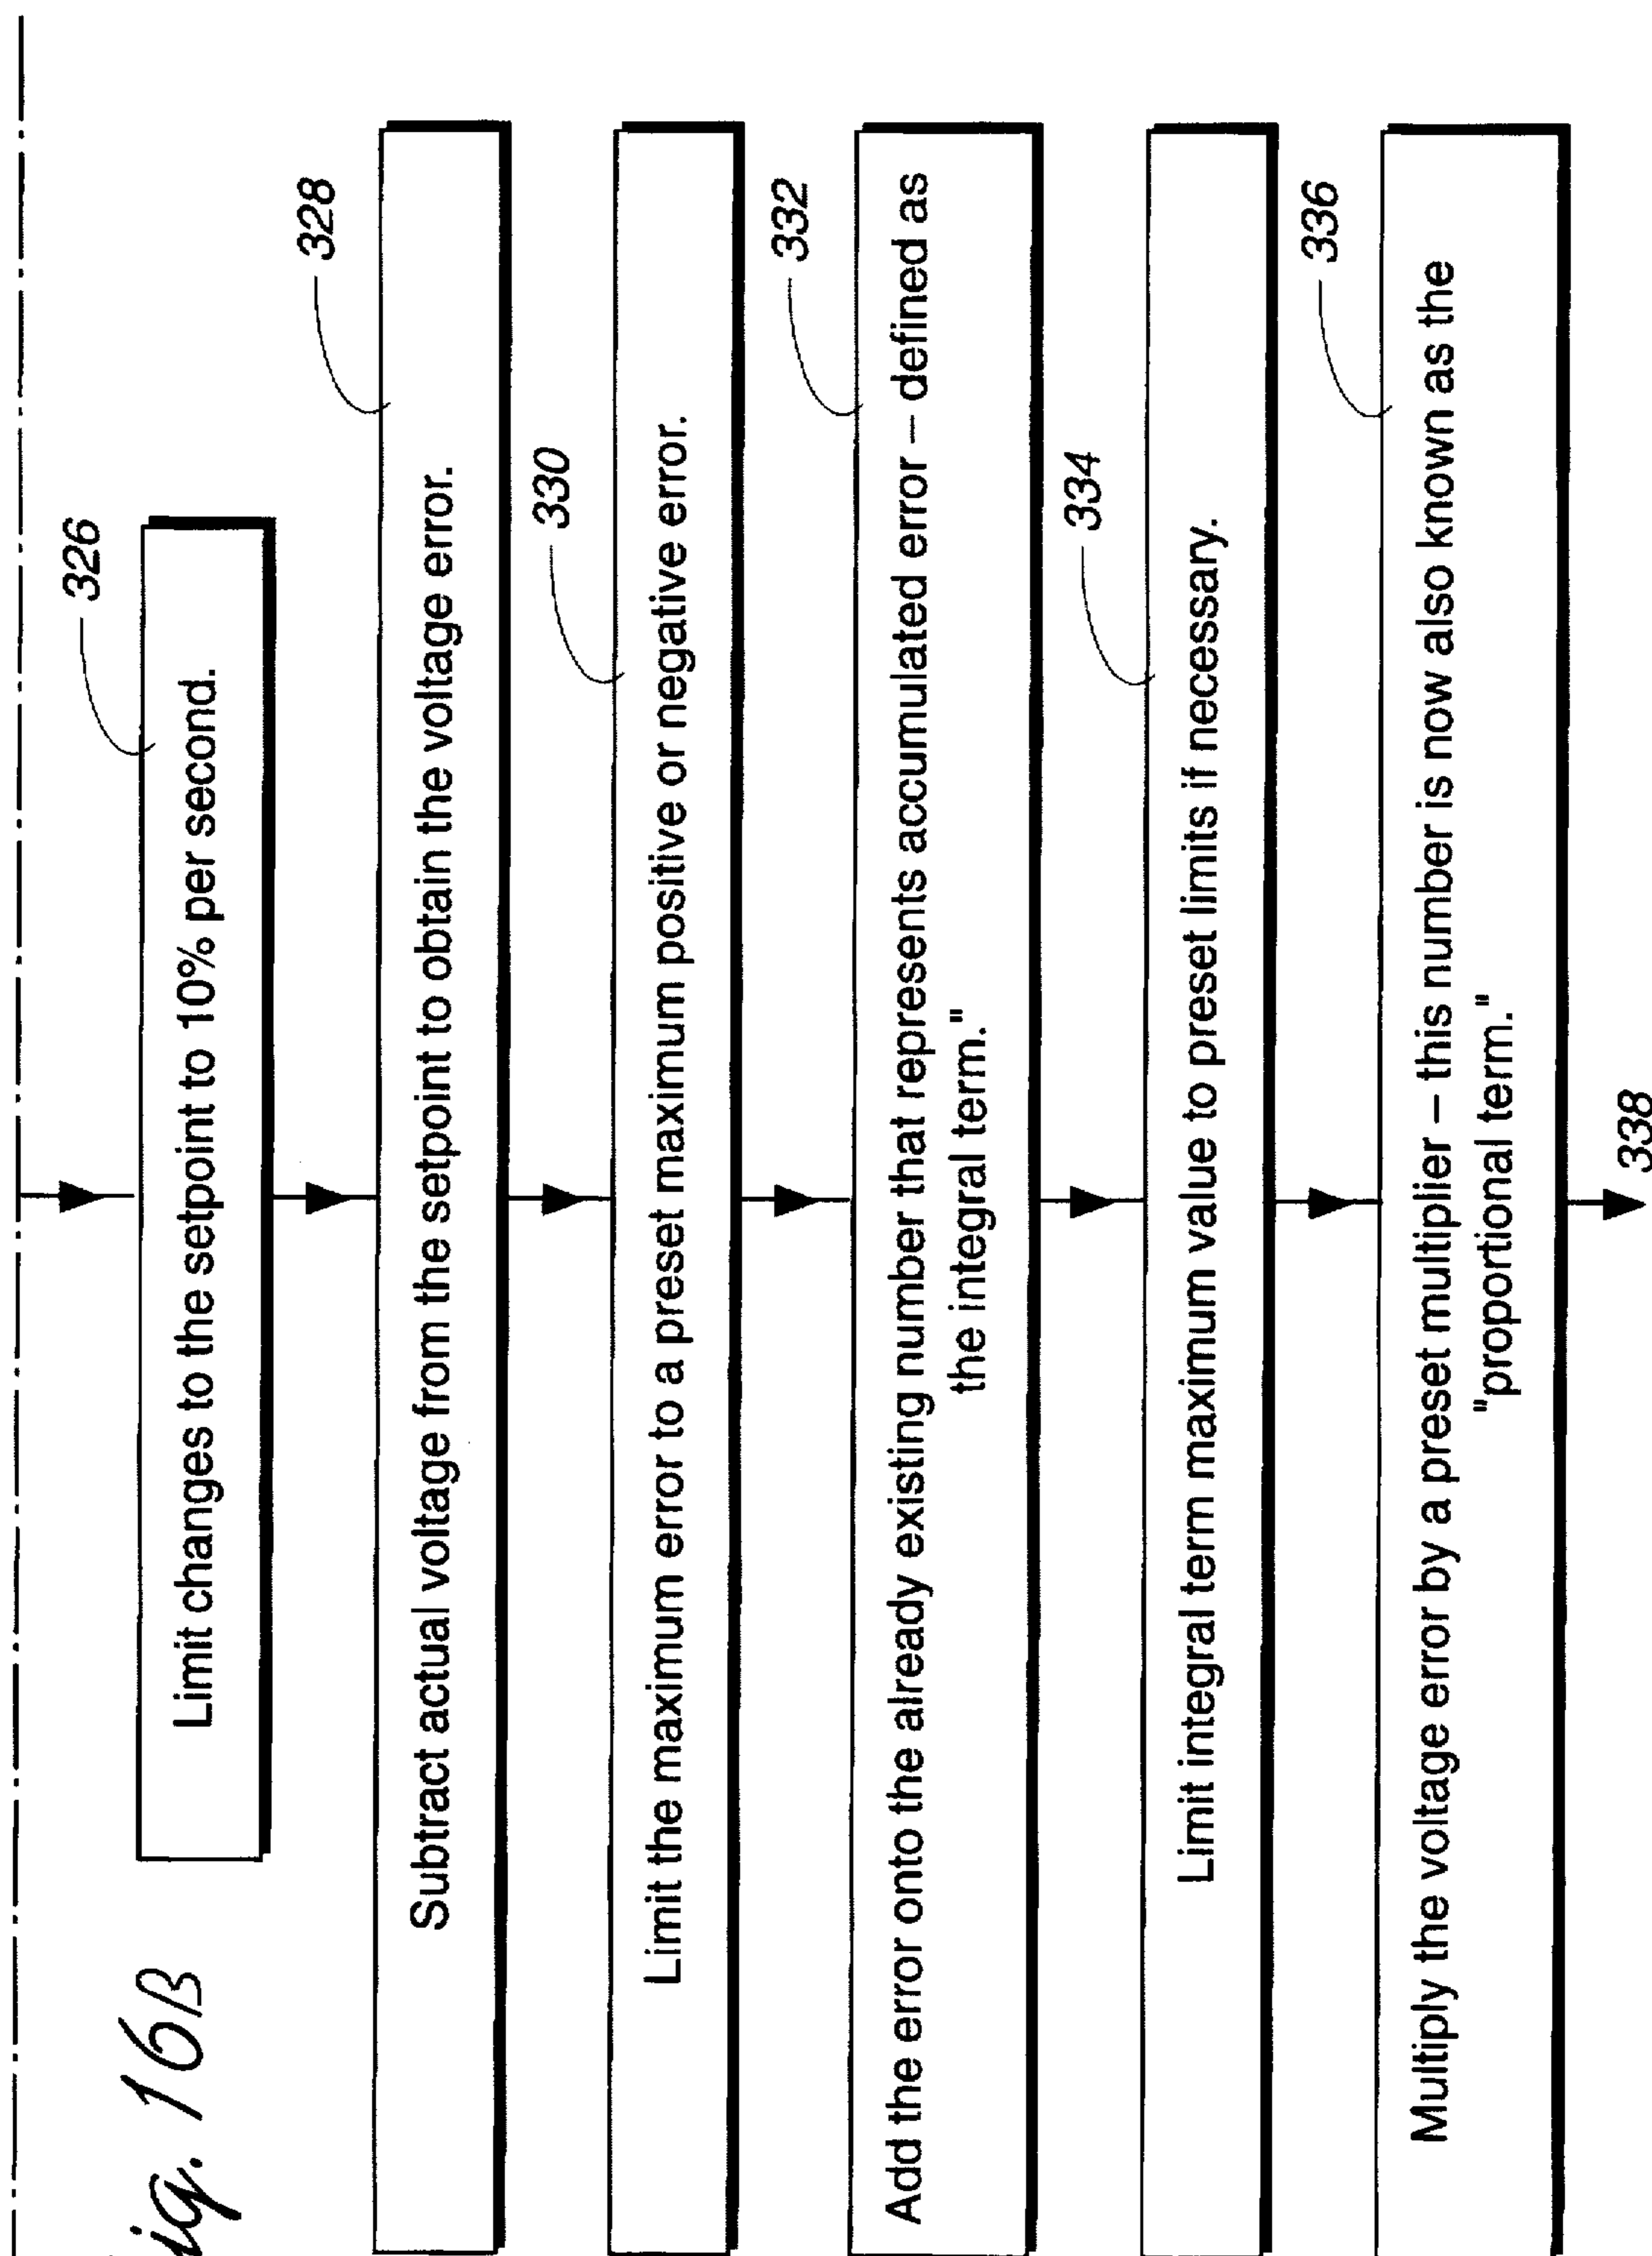 326
Limit changes to the setpoint to 10% per second.
328
Subtract actual voltage from the setpoint to obtain the voltage error.
330
Limit the maximum error to a preset maximum positive or negative error.
332
Add the error onto the already existing number that represents accumulated error – defined as
the integral term."
334
Limit integral term maximum value to preset limits if necessary.
336
Multiply the voltage error by a preset multiplier – this number is now also known as the
"proportional term."
338
ig. 16B